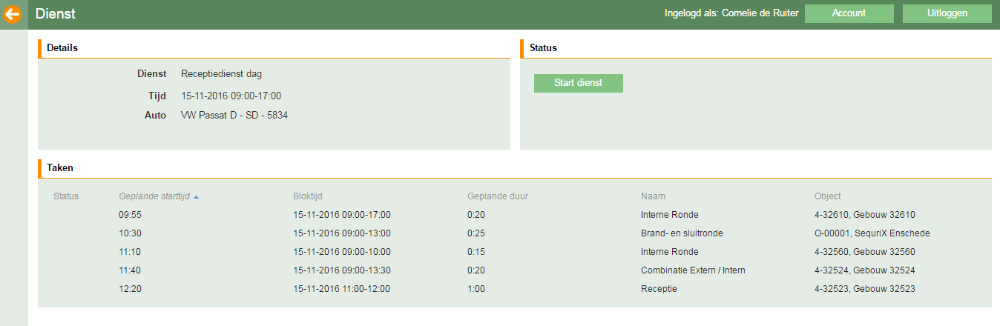 Dienst Ingelogd als: Cornelie de Ruiter Account Uitloggen
Details
Dienst Receptiedienst dag
Tijd 15-11-2016 09:00-17:00
Auto VW Passat D - SD - 5834
Status
Start dienst
Taken
Status Geplande starttijd Bloktijd Geplande duur Naam Object
09:55 15-11-2016 09:00-17:00 0:20 Interne Ronde 4-32610, Gebouw 32610
10:30 15-11-2016 09:00-13:00 0:25 Brand- en sluitronde O-00001, SequriX Enschede
11:10 15-11-2016 09:00-10:00 0:15 Interne Ronde 4-32560, Gebouw 32560
11:40 15-11-2016 09:00-13:30 0:20 Combinatie Extern / Intern 4-32524, Gebouw 32524
12:20 15-11-2016 11:00-12:00 1:00 Receptie 4-32523, Gebouw 32523